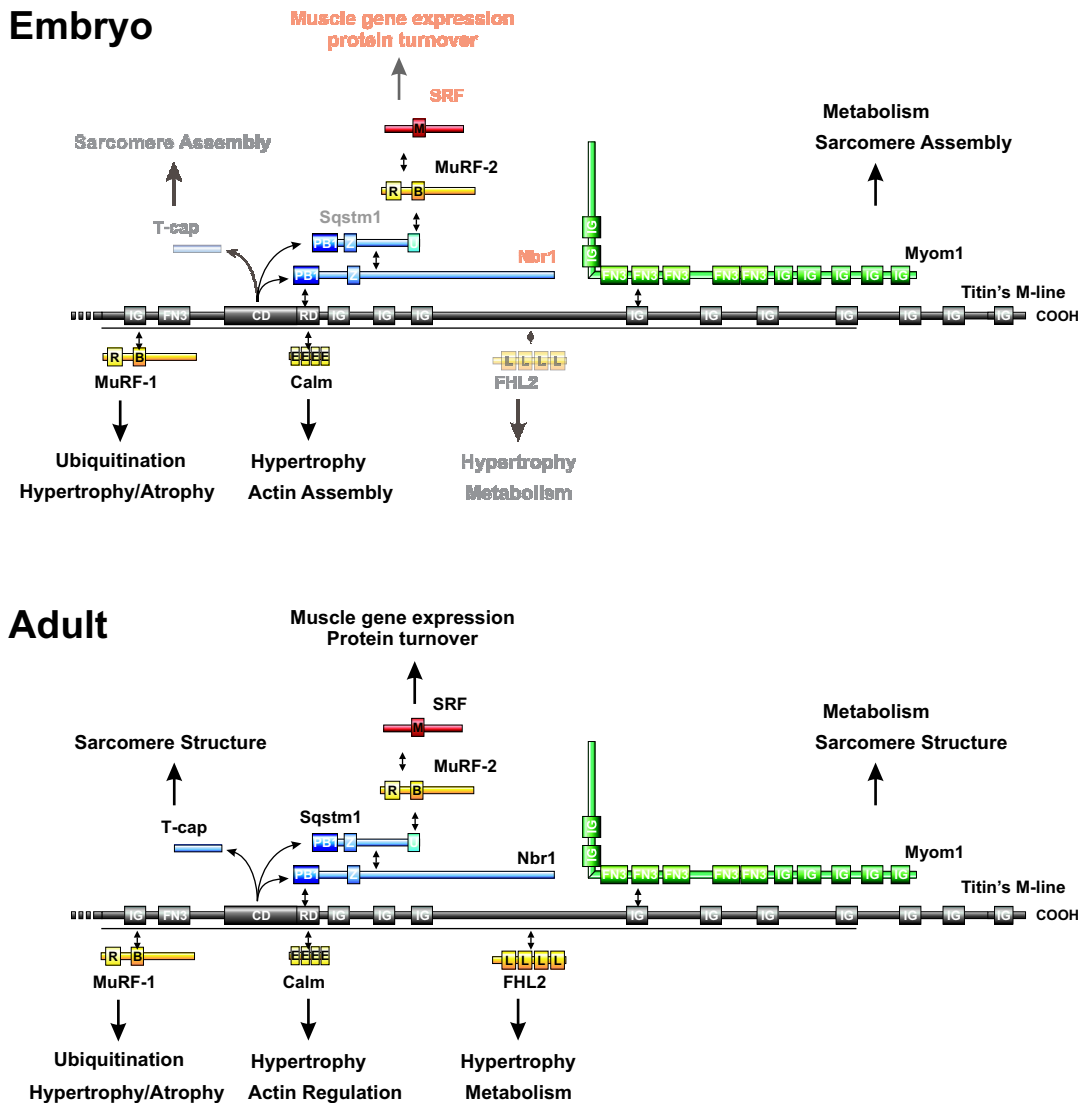 Embryo
Muscle gene expression
protein turnover
SRF
M
Metabolism
Sarcomere Assembly
Sarcomere Assembly
MuRF-2
R B
T-cap
Sqstm1
PB1 Z U
IG
IG
Nbr1
Myom1
PB1 Z
FN3 FN3 FN3 FN3 FN3 IG IG IG IG IG
Titin's M-line
IG FN3 CD RD IG IG IG IG IG IG IG IG IG COOH
R B
EEEE
L L L L
MuRF-1
Calm
FHL2
Ubiquitination
Hypertrophy/Atrophy
Hypertrophy
Actin Assembly
Hypertrophy
Metabolism
Adult
Muscle gene expression
Protein turnover
SRF
M
Metabolism
Sarcomere Structure
Sarcomere Structure
MuRF-2
R B
T-cap
Sqstm1
PB1 Z U
IG
IG
Nbr1
Myom1
PB1 Z
FN3 FN3 FN3 FN3 FN3 IG IG IG IG IG
Titin's M-line
IG FN3 CD RD IG IG IG IG IG IG IG IG IG COOH
R B
EEEE
L L L L
MuRF-1
Calm
FHL2
Ubiquitination
Hypertrophy/Atrophy
Hypertrophy
Actin Regulation
Hypertrophy
Metabolism